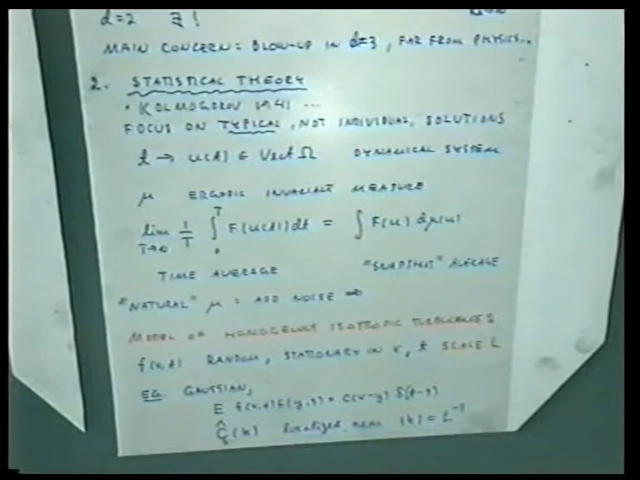 d=2 ∃!
MAIN CONCERN: BLOW-UP IN d=3, FAR FROM PHYSICS...
2. STATISTICAL THEORY
• KOLMOGOROV 1941 ...
FOCUS ON TYPICAL, NOT INDIVIDUAL, SOLUTIONS
t → u(t) ∈ Vect Ω DYNAMICAL SYSTEM
μ ERGODIC INVARIANT MEASURE
lim T→∞ 1/T ∫₀ᵀ F(u(t))dt = ∫ F(u) dμ(u)
TIME AVERAGE "SNAPSHOT" AVERAGE
"NATURAL" μ: ADD NOISE ⇒
MODEL OF HOMOGENOUS ISOTROPIC TURBULENCE
f(x,t) RANDOM, STATIONARY IN x, t SCALE L
EG. GAUSSIAN,
E f(x,t)f(y,s) = C(x-y) δ(t-s)
Ĉ(k) localized near |k| = L⁻¹